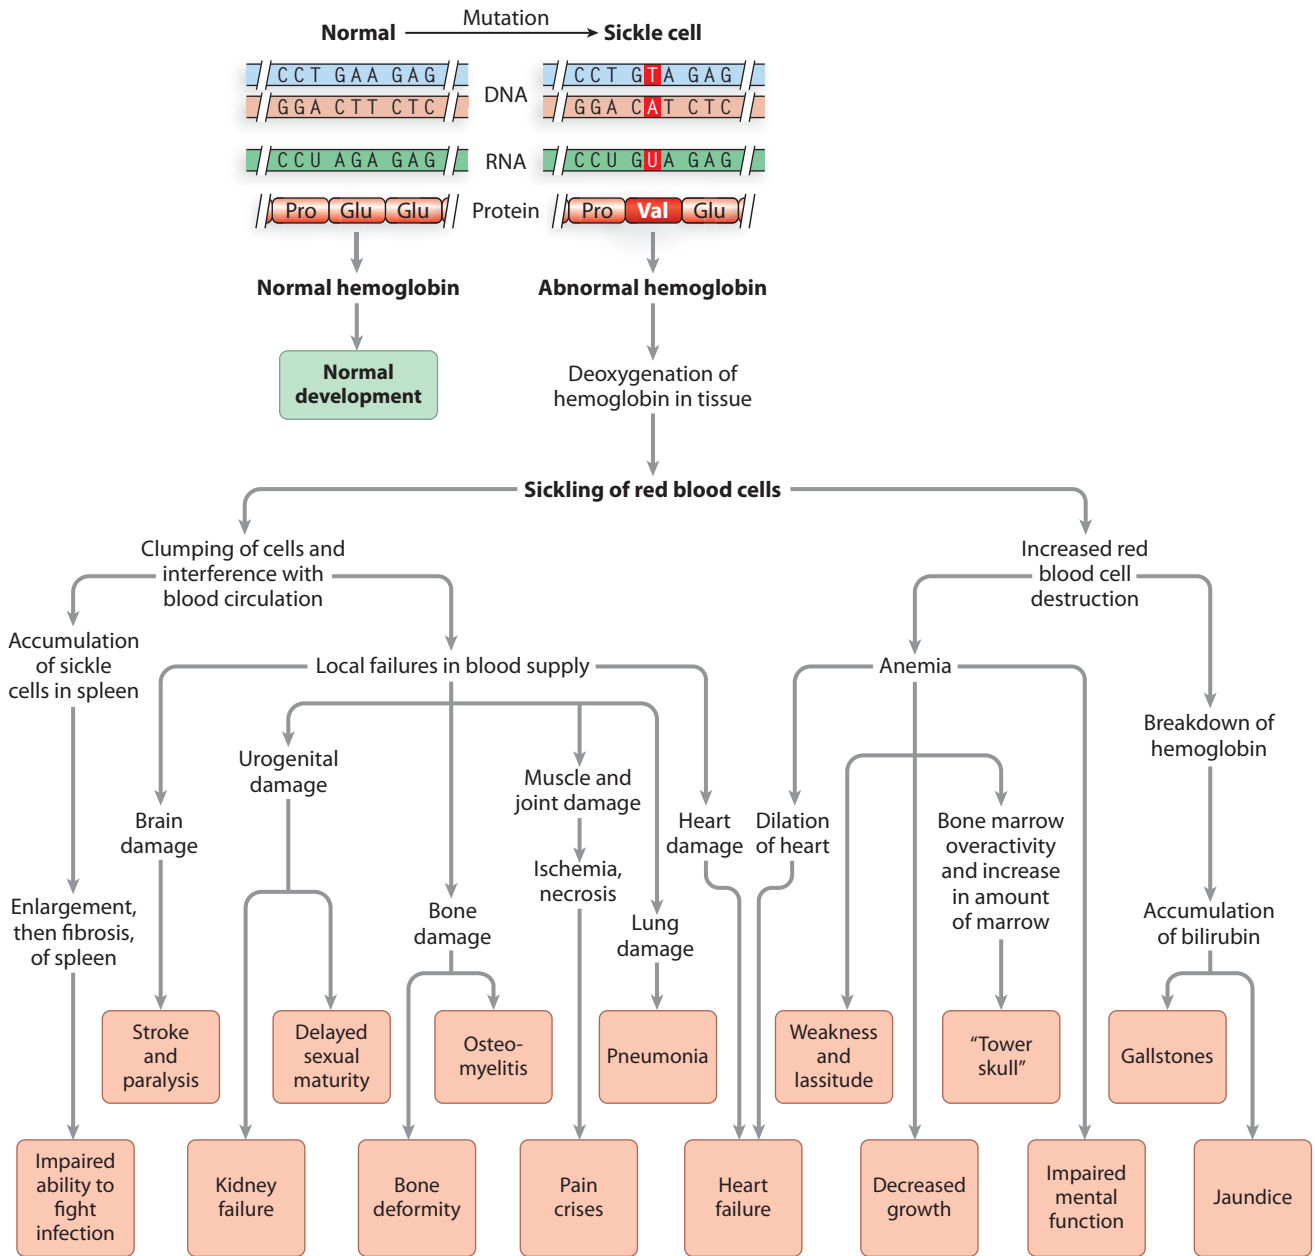 Mutation
Normal
Sickle cell
CCT GAA GAG
CCT GTA GAG
DNA
GGA CTT CTC
GGA CAT CTC
CCU AGA GAG
RNA
CCU GUA GAG
Pro Glu Glu
Protein
Pro Val Glu
Normal hemoglobin
Abnormal hemoglobin
Normal
development
Deoxygenation of
hemoglobin in tissue
Sickling of red blood cells
Clumping of cells and
interference with
blood circulation
Increased red
blood cell
destruction
Accumulation
of sickle
cells in spleen
Local failures in blood supply
Anemia
Breakdown of
hemoglobin
Urogenital
damage
Muscle and
joint damage
Brain
damage
Heart
damage
Dilation
of heart
Bone marrow
overactivity
and increase
in amount
of marrow
Ischemia,
necrosis
Enlargement,
then fibrosis,
of spleen
Bone
damage
Lung
damage
Accumulation
of bilirubin
Stroke
and
paralysis
Delayed
sexual
maturity
Osteo-
myelitis
Pneumonia
Weakness
and
lassitude
“Tower
skull”
Gallstones
Impaired
ability to
fight
infection
Kidney
failure
Bone
deformity
Pain
crises
Heart
failure
Decreased
growth
Impaired
mental
function
Jaundice